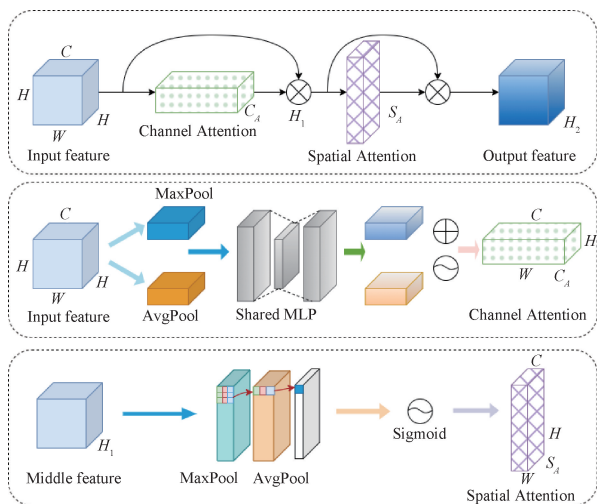 C
H
W
H
Input feature
Channel Attention
C_A
H_1
Spatial Attention
S_A
Output feature
H_2
C
H
W
H
Input feature
MaxPool
AvgPool
Shared MLP
C
H
W
C_A
Channel Attention
H_1
Middle feature
MaxPool
AvgPool
Sigmoid
C
H
S_A
W
Spatial Attention